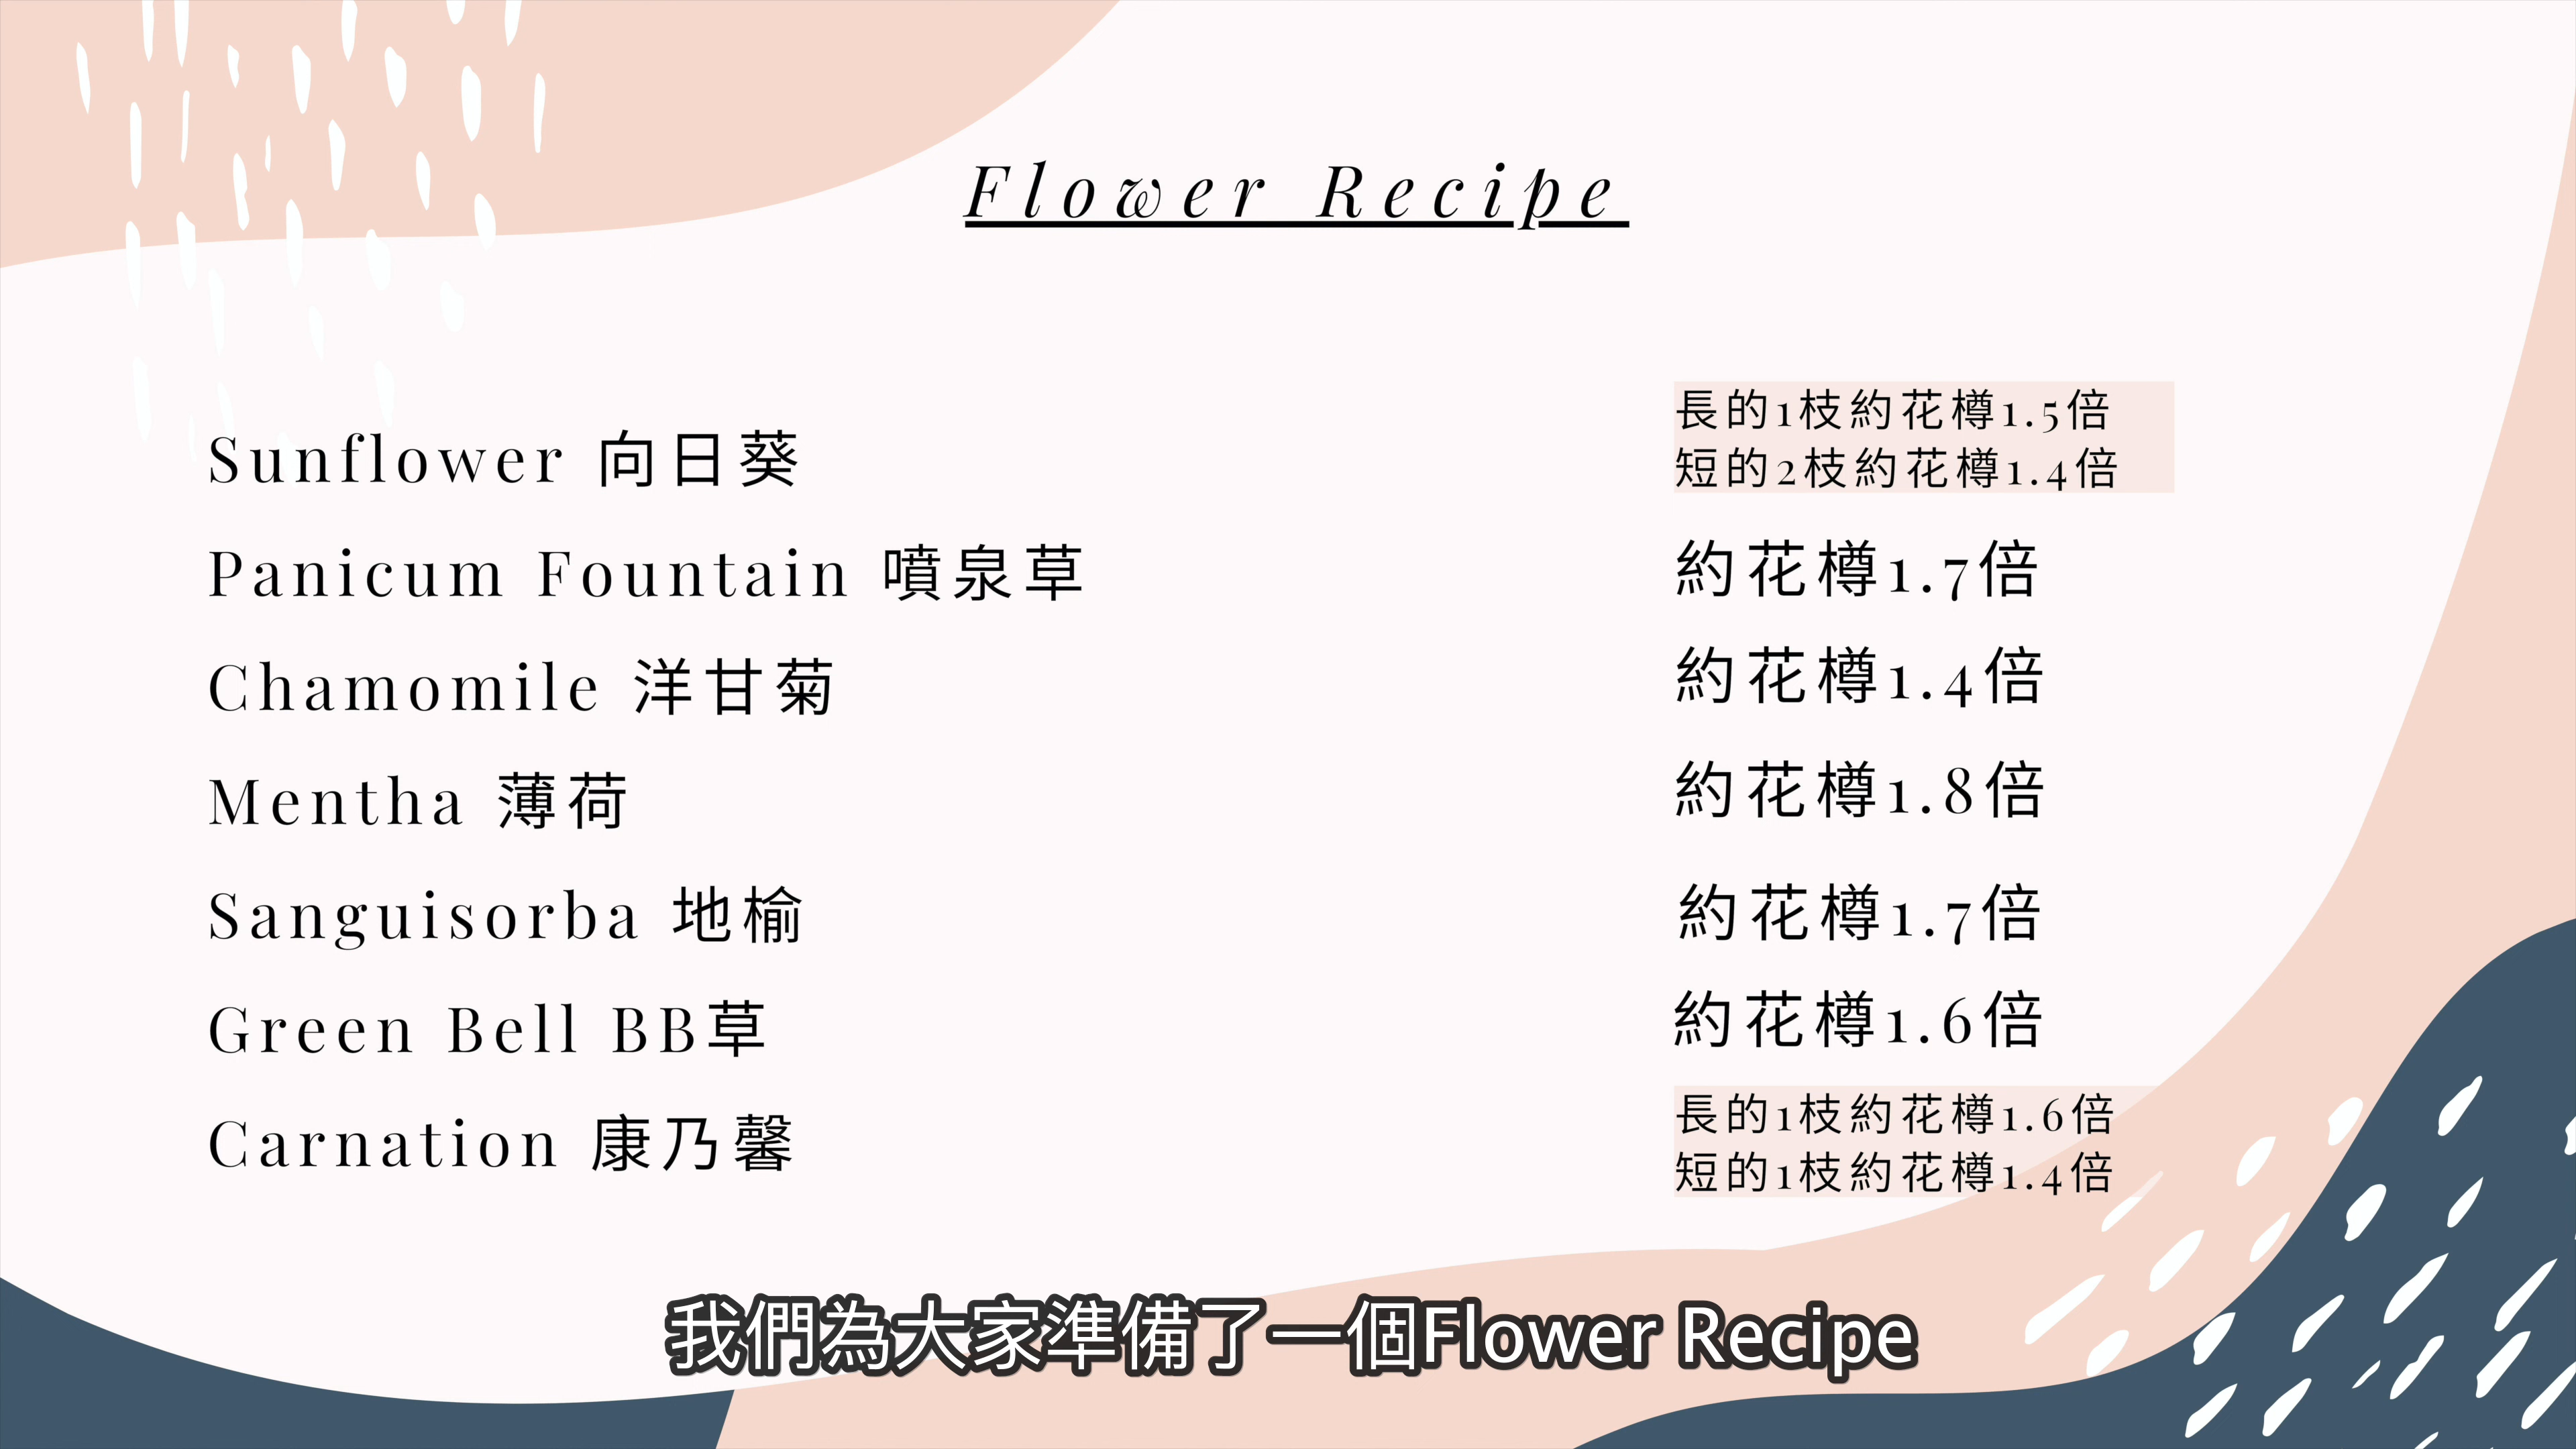 Flower Recipe
Sunflower 向日葵
長的1枝約花樽1.5倍
短的2枝約花樽1.4倍
Panicum Fountain 噴泉草
約花樽1.7倍
Chamomile 洋甘菊
約花樽1.4倍
Mentha 薄荷
約花樽1.8倍
Sanguisorba 地榆
約花樽1.7倍
Green Bell BB草
約花樽1.6倍
Carnation 康乃馨
長的1枝約花樽1.6倍
短的1枝約花樽1.4倍
我們為大家準備了一個Flower Recipe